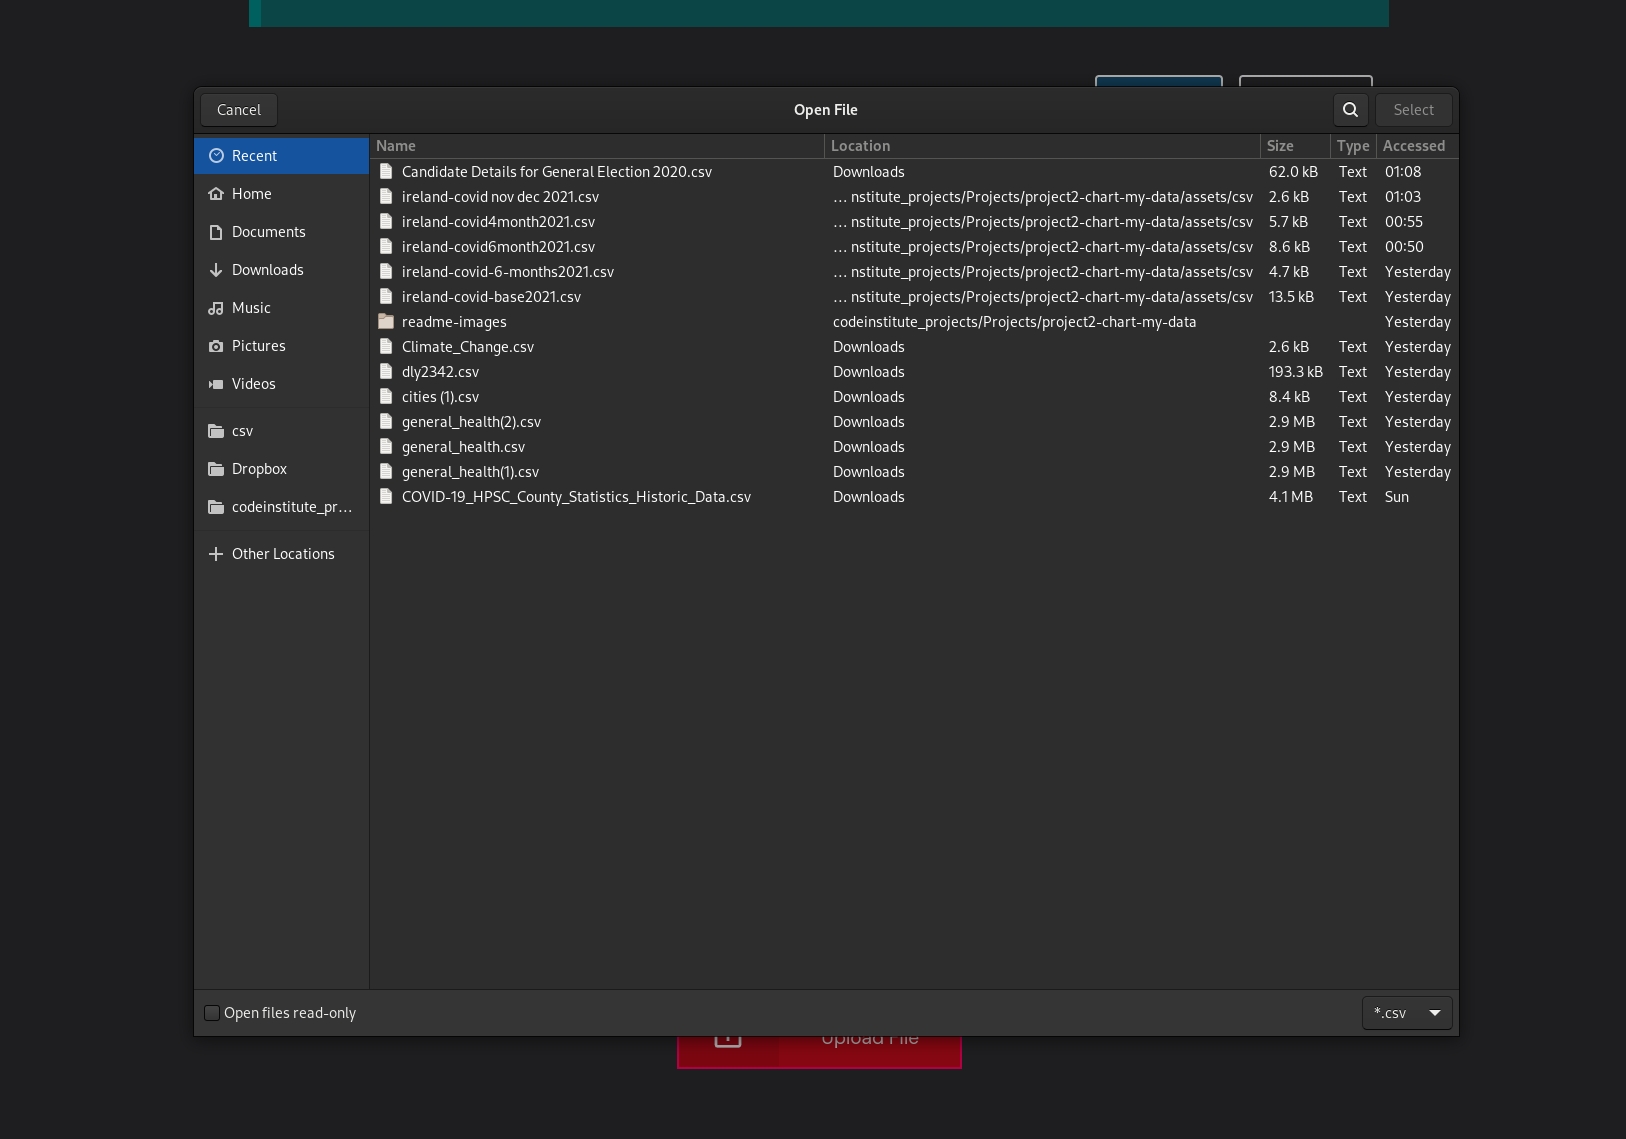 Cancel Open File Select
Recent
Home
Documents
Downloads
Music
Pictures
Videos
csv
Dropbox
codeinstitute_pr...
Other Locations
Name Location Size Type Accessed
Candidate Details for General Election 2020.csv Downloads 62.0 kB Text 01:08
ireland-covid nov dec 2021.csv ... nstitute_projects/Projects/project2-chart-my-data/assets/csv 2.6 kB Text 01:03
ireland-covid4month2021.csv ... nstitute_projects/Projects/project2-chart-my-data/assets/csv 5.7 kB Text 00:55
ireland-covid6month2021.csv ... nstitute_projects/Projects/project2-chart-my-data/assets/csv 8.6 kB Text 00:50
ireland-covid-6-months2021.csv ... nstitute_projects/Projects/project2-chart-my-data/assets/csv 4.7 kB Text Yesterday
ireland-covid-base2021.csv ... nstitute_projects/Projects/project2-chart-my-data/assets/csv 13.5 kB Text Yesterday
readme-images codeinstitute_projects/Projects/project2-chart-my-data Yesterday
Climate_Change.csv Downloads 2.6 kB Text Yesterday
dly2342.csv Downloads 193.3 kB Text Yesterday
cities (1).csv Downloads 8.4 kB Text Yesterday
general_health(2).csv Downloads 2.9 MB Text Yesterday
general_health.csv Downloads 2.9 MB Text Yesterday
general_health(1).csv Downloads 2.9 MB Text Yesterday
COVID-19_HPSC_County_Statistics_Historic_Data.csv Downloads 4.1 MB Text Sun
Open files read-only *.csv
Upload File